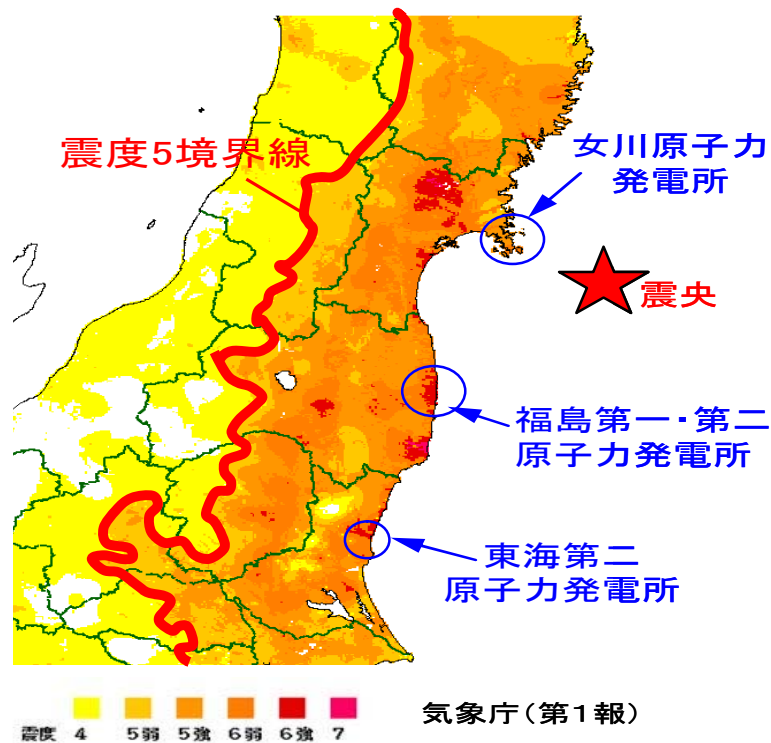 震度5境界線
女川原子力
発電所
震央
福島第一・第二
原子力発電所
東海第二
原子力発電所
気象庁(第1報)
震度 4 5弱 5強 6弱 6強 7